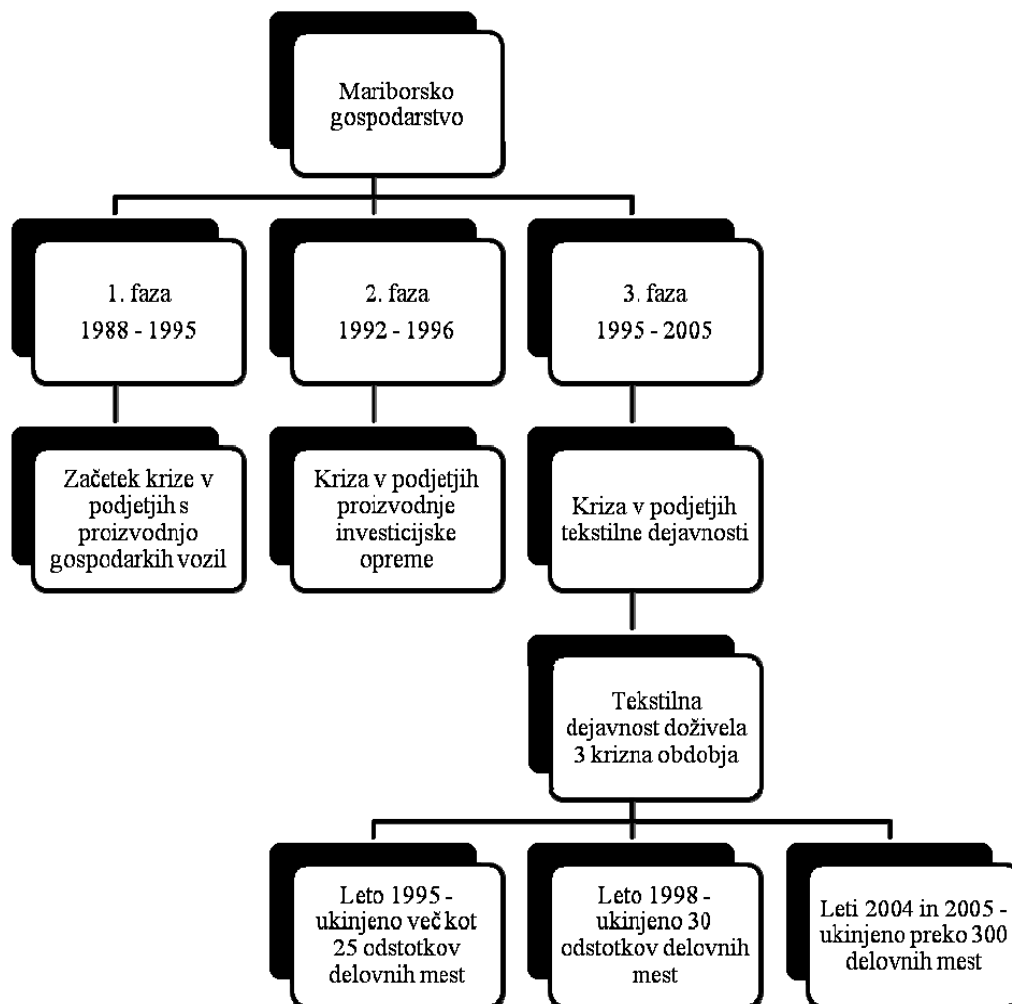 Mariborsko
gospodarstvo
1. faza
1988 - 1995
2. faza
1992 - 1996
3. faza
1995 - 2005
Začetek krize v
podjetjih s
proizvodnjo
gospodarkih vozil
Kriza v podjetjih
proizvodnje
investicijske
opreme
Kriza v podjetjih
tekstilne dejavnosti
Tekstilna
dejavnost doživela
3 krizna obdobja
Leto 1995 -
ukinjeno več kot
25 odstotkov
delovnih mest
Leto 1998 -
ukinjeno 30
odstotkov delovnih
mest
Leti 2004 in 2005 -
ukinjeno preko 300
delovnih mest